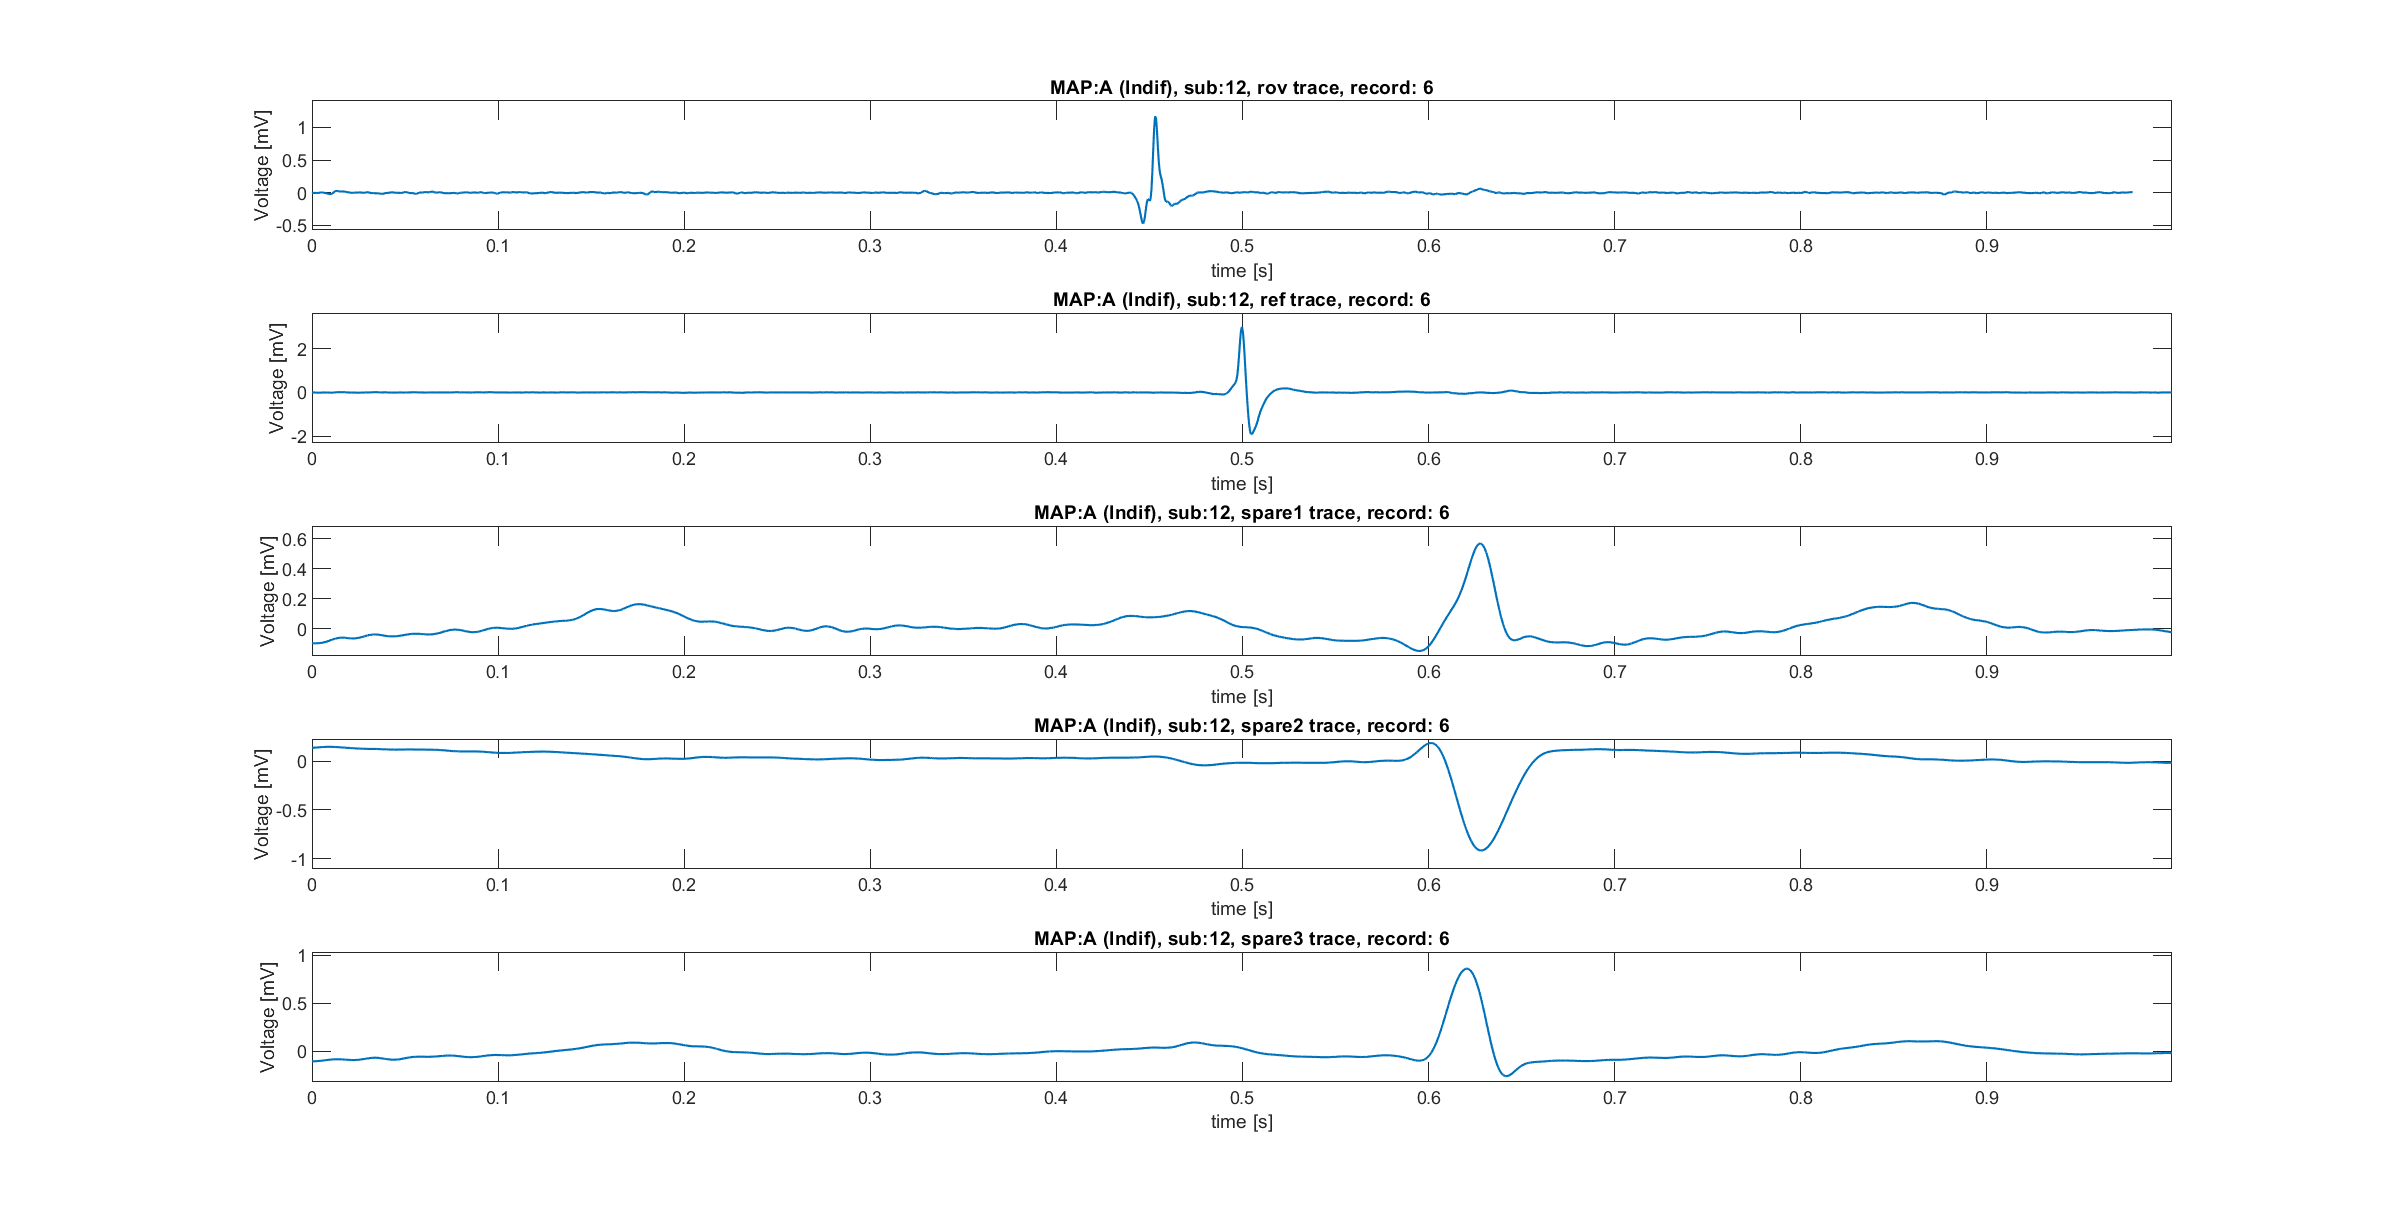 MAP:A (Indif), sub:12, rov trace, record: 6
Voltage [mV]
1
0.5
0
-0.5
0 0.1 0.2 0.3 0.4 0.5 0.6 0.7 0.8 0.9
time [s]
MAP:A (Indif), sub:12, ref trace, record: 6
Voltage [mV]
2
0
-2
0 0.1 0.2 0.3 0.4 0.5 0.6 0.7 0.8 0.9
time [s]
MAP:A (Indif), sub:12, spare1 trace, record: 6
Voltage [mV]
0.6
0.4
0.2
0
0 0.1 0.2 0.3 0.4 0.5 0.6 0.7 0.8 0.9
time [s]
MAP:A (Indif), sub:12, spare2 trace, record: 6
Voltage [mV]
0
-0.5
-1
0 0.1 0.2 0.3 0.4 0.5 0.6 0.7 0.8 0.9
time [s]
MAP:A (Indif), sub:12, spare3 trace, record: 6
Voltage [mV]
1
0.5
0
0 0.1 0.2 0.3 0.4 0.5 0.6 0.7 0.8 0.9
time [s]